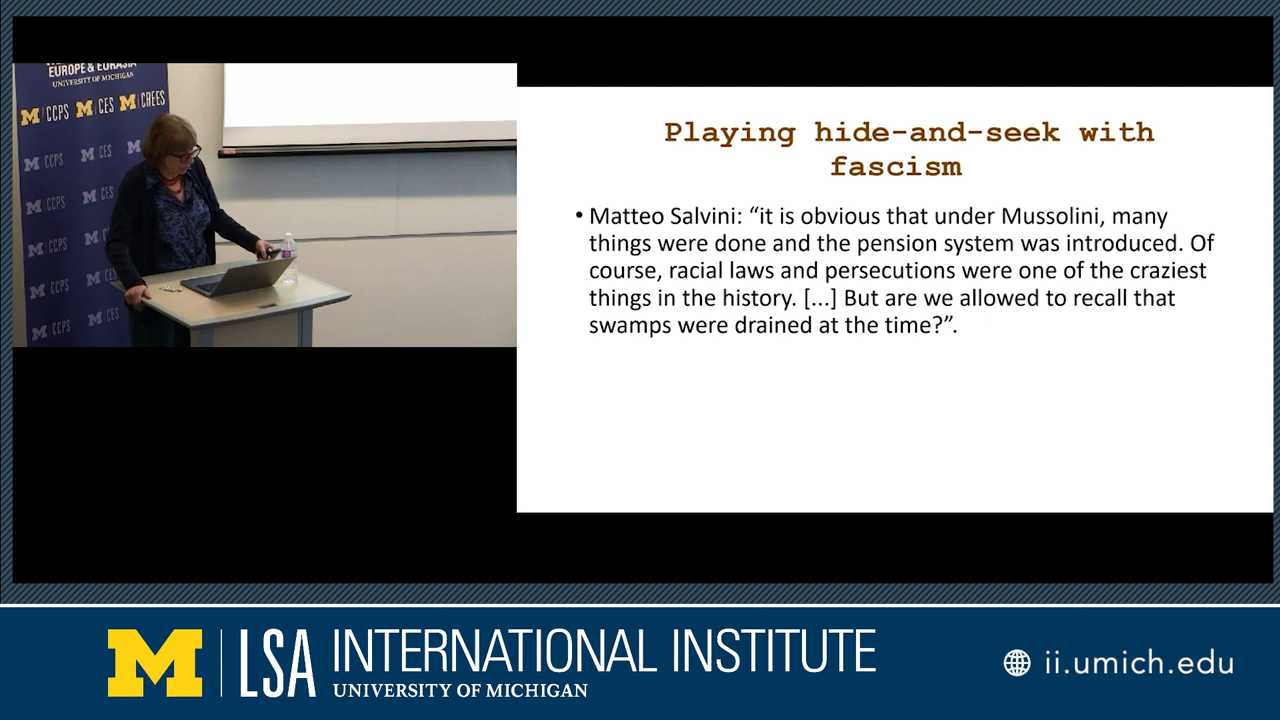 EUROPE & EURASIA
UNIVERSITY OF MICHIGAN
M CCPS M CES M CREES
M CCPS M CES M
M CCPS M CES
M CCPS M CES
M CCPS M CES
M CCPS M CES
Playing hide-and-seek with
fascism
• Matteo Salvini: “it is obvious that under Mussolini, many
things were done and the pension system was introduced. Of
course, racial laws and persecutions were one of the craziest
things in the history. [...] But are we allowed to recall that
swamps were drained at the time?”.
M LSA INTERNATIONAL INSTITUTE
UNIVERSITY OF MICHIGAN
ii.umich.edu